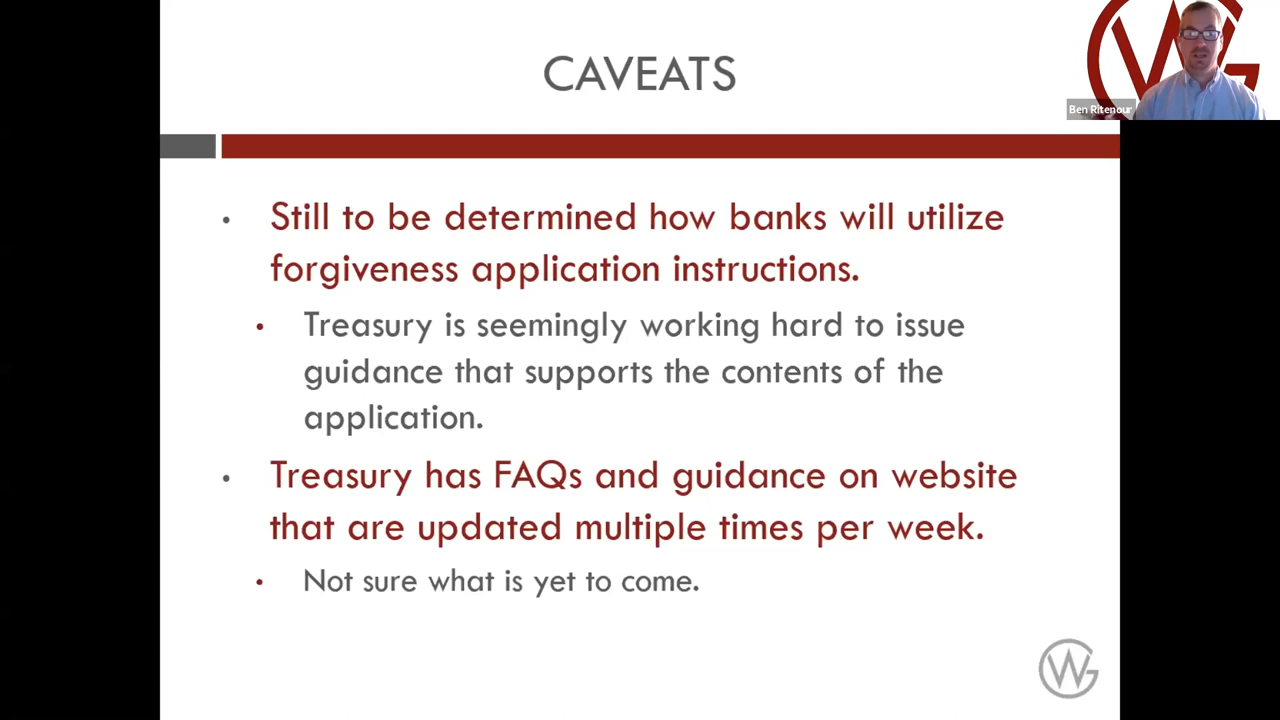 CAVEATS
Ben Ritenour
• Still to be determined how banks will utilize
forgiveness application instructions.
• Treasury is seemingly working hard to issue
guidance that supports the contents of the
application.
• Treasury has FAQs and guidance on website
that are updated multiple times per week.
• Not sure what is yet to come.